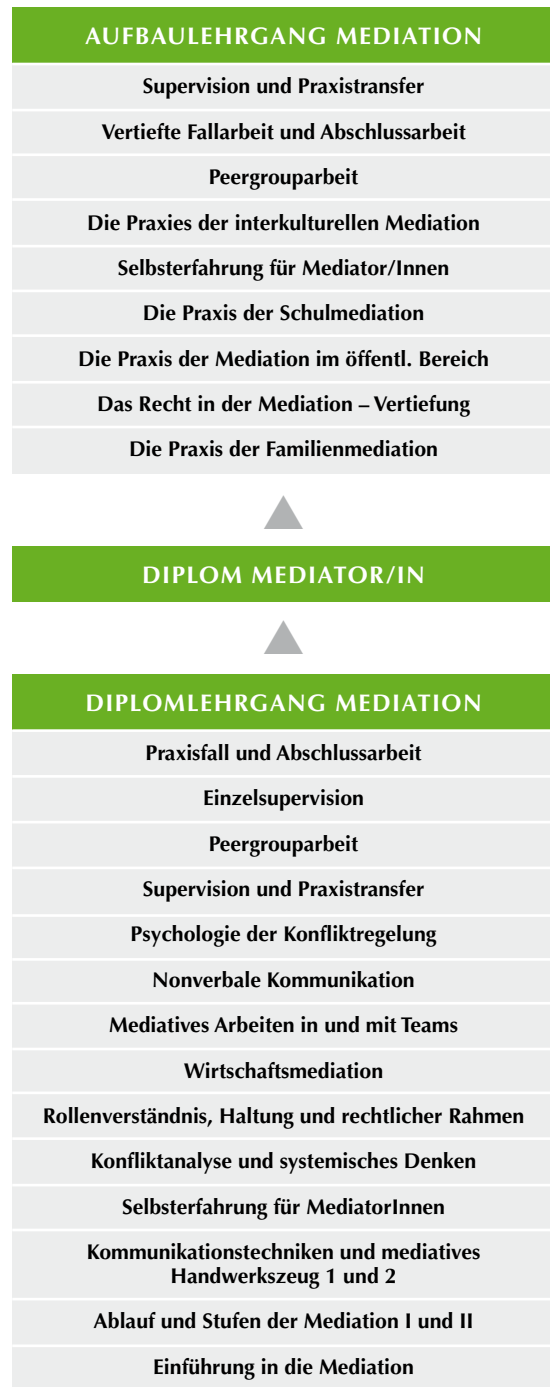 AUFBAULEHRGANG MEDIATION
Supervision und Praxistransfer
Vertiefte Fallarbeit und Abschlussarbeit
Peergrouparbeit
Die Praxies der interkulturellen Mediation
Selbsterfahrung für Mediator/Innen
Die Praxis der Schulmediation
Die Praxis der Mediation im öffentl. Bereich
Das Recht in der Mediation – Vertiefung
Die Praxis der Familienmediation
DIPLOM MEDIATOR/IN
DIPLOMLEHRGANG MEDIATION
Praxisfall und Abschlussarbeit
Einzelsupervision
Peergrouparbeit
Supervision und Praxistransfer
Psychologie der Konfliktregelung
Nonverbale Kommunikation
Mediatives Arbeiten in und mit Teams
Wirtschaftsmediation
Rollenverständnis, Haltung und rechtlicher Rahmen
Konfliktanalyse und systemisches Denken
Selbsterfahrung für MediatorInnen
Kommunikationstechniken und mediatives
Handwerkszeug 1 und 2
Ablauf und Stufen der Mediation I und II
Einführung in die Mediation